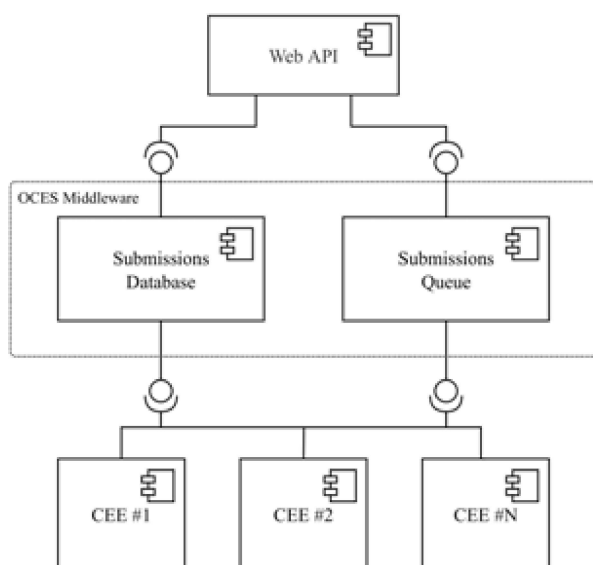 Web API
OCES Middleware
Submissions
Database
Submissions
Queue
CEE #1
CEE #2
CEE #N